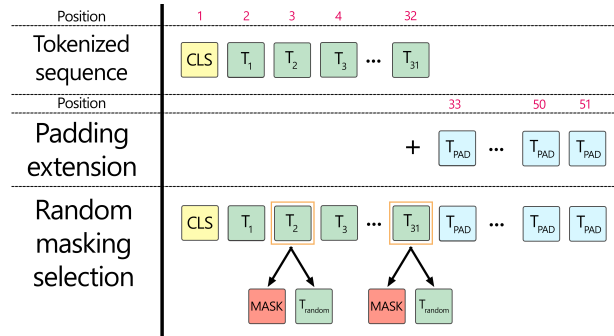 Position 1 2 3 4 32
Tokenized
sequence
CLS T1 T2 T3 ... T31
Position 33 50 51
Padding
extension
+ TPAD ... TPAD TPAD
Random
masking
selection
CLS T1 T2 T3 ... T31 TPAD ... TPAD TPAD
MASK Trandom MASK Trandom